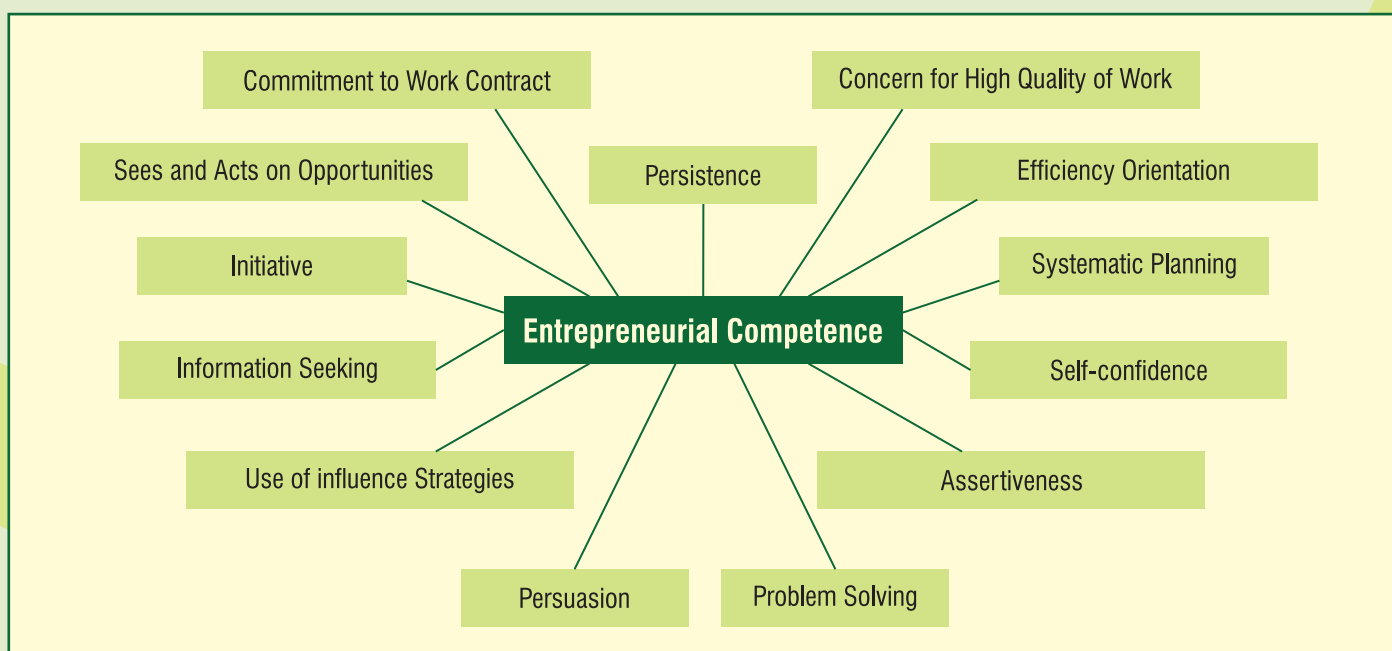 Commitment to Work Contract
Concern for High Quality of Work
Sees and Acts on Opportunities
Persistence
Efficiency Orientation
Initiative
Systematic Planning
Entrepreneurial Competence
Information Seeking
Self-confidence
Use of influence Strategies
Assertiveness
Persuasion
Problem Solving